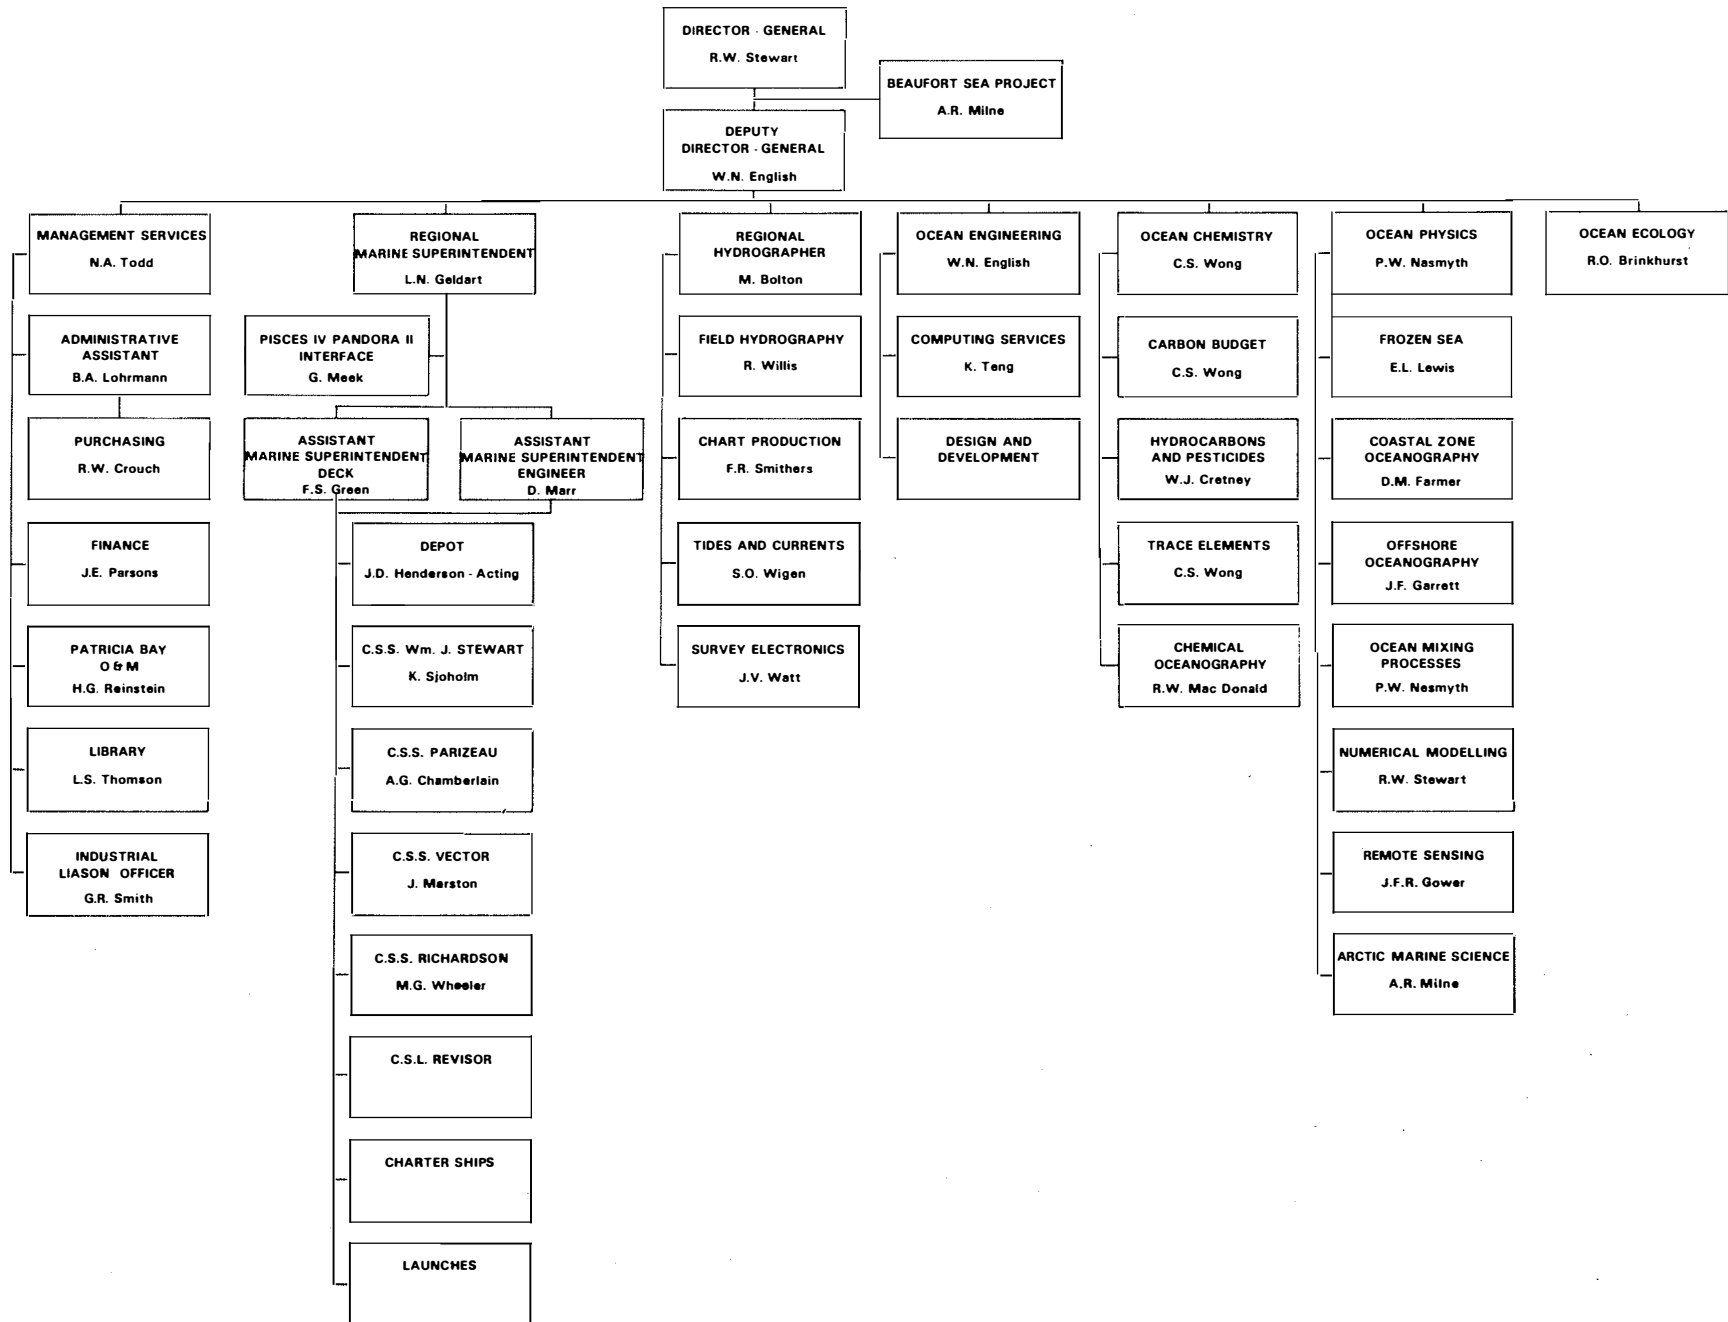 DIRECTOR - GENERAL
R.W. Stewart
BEAUFORT SEA PROJECT
A.R. Milne
DEPUTY
DIRECTOR - GENERAL
W.N. English
MANAGEMENT SERVICES
N.A. Todd
ADMINISTRATIVE
ASSISTANT
B.A. Lohrmann
PURCHASING
R.W. Crouch
FINANCE
J.E. Parsons
PATRICIA BAY
O & M
H.G. Reinstein
LIBRARY
L.S. Thomson
INDUSTRIAL
LIASON OFFICER
G.R. Smith
REGIONAL
MARINE SUPERINTENDENT
L.N. Geldart
PISCES IV PANDORA II
INTERFACE
G. Meek
ASSISTANT
MARINE SUPERINTENDENT
DECK
F.S. Green
ASSISTANT
MARINE SUPERINTENDENT
ENGINEER
D. Marr
DEPOT
J.D. Henderson - Acting
C.S.S. Wm. J. STEWART
K. Sjoholm
C.S.S. PARIZEAU
A.G. Chamberlain
C.S.S. VECTOR
J. Marston
C.S.S. RICHARDSON
M.G. Wheeler
C.S.L. REVISOR
CHARTER SHIPS
LAUNCHES
REGIONAL
HYDROGRAPHER
M. Bolton
FIELD HYDROGRAPHY
R. Willis
CHART PRODUCTION
F.R. Smithers
TIDES AND CURRENTS
S.O. Wigen
SURVEY ELECTRONICS
J.V. Watt
OCEAN ENGINEERING
W.N. English
COMPUTING SERVICES
K. Teng
DESIGN AND
DEVELOPMENT
OCEAN CHEMISTRY
C.S. Wong
CARBON BUDGET
C.S. Wong
HYDROCARBONS
AND PESTICIDES
W.J. Cretney
TRACE ELEMENTS
C.S. Wong
CHEMICAL
OCEANOGRAPHY
R.W. Mac Donald
OCEAN PHYSICS
P.W. Nasmyth
FROZEN SEA
E.L. Lewis
COASTAL ZONE
OCEANOGRAPHY
D.M. Farmer
OFFSHORE
OCEANOGRAPHY
J.F. Garrett
OCEAN MIXING
PROCESSES
P.W. Nesmyth
NUMERICAL MODELLING
R.W. Stewart
REMOTE SENSING
J.F.R. Gower
ARCTIC MARINE SCIENCE
A.R. Milne
OCEAN ECOLOGY
R.O. Brinkhurst